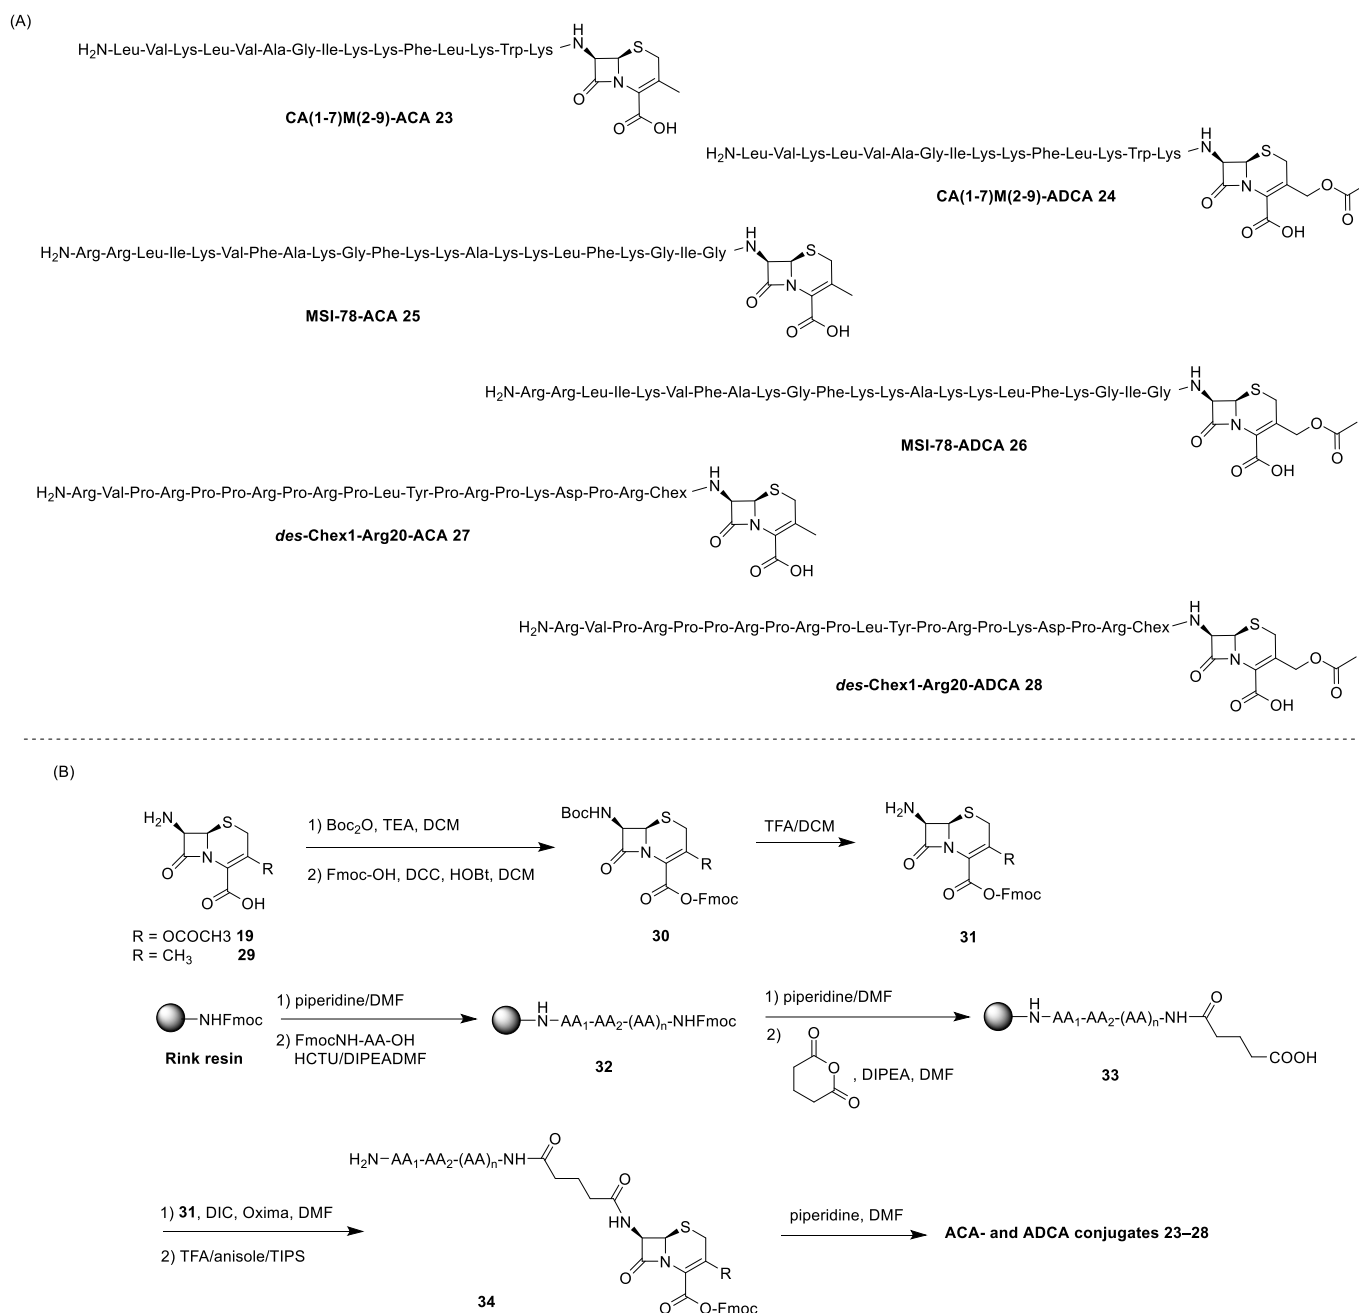 (A)
H2N-Leu-Val-Lys-Leu-Val-Ala-Gly-Ile-Lys-Lys-Phe-Leu-Lys-Trp-Lys
H
N
S
O
N
O
OH
CA(1-7)M(2-9)-ACA 23
H2N-Leu-Val-Lys-Leu-Val-Ala-Gly-Ile-Lys-Lys-Phe-Leu-Lys-Trp-Lys
H
N
S
O
N
O
O
O
OH
CA(1-7)M(2-9)-ADCA 24
H2N-Arg-Arg-Leu-Ile-Lys-Val-Phe-Ala-Lys-Gly-Phe-Lys-Lys-Ala-Lys-Lys-Leu-Phe-Lys-Gly-Ile-Gly
H
N
S
O
N
O
OH
MSI-78-ACA 25
H2N-Arg-Arg-Leu-Ile-Lys-Val-Phe-Ala-Lys-Gly-Phe-Lys-Lys-Ala-Lys-Lys-Leu-Phe-Lys-Gly-Ile-Gly
H
N
S
O
N
O
O
O
OH
MSI-78-ADCA 26
H2N-Arg-Val-Pro-Arg-Pro-Pro-Arg-Pro-Arg-Pro-Leu-Tyr-Pro-Arg-Pro-Lys-Asp-Pro-Arg-Chex
H
N
S
O
N
O
OH
des-Chex1-Arg20-ACA 27
H2N-Arg-Val-Pro-Arg-Pro-Pro-Arg-Pro-Arg-Pro-Leu-Tyr-Pro-Arg-Pro-Lys-Asp-Pro-Arg-Chex
H
N
S
O
N
O
O
O
OH
des-Chex1-Arg20-ADCA 28
(B)
H2N
S
O
N
R
O
OH
R = OCOCH3 19
R = CH3 29
1) Boc2O, TEA, DCM
2) Fmoc-OH, DCC, HOBt, DCM
BocHN
S
O
N
R
O
O-Fmoc
30
TFA/DCM
H2N
S
O
N
R
O
O-Fmoc
31
NHFmoc
Rink resin
1) piperidine/DMF
2) FmocNH-AA-OH
HCTU/DIPEADMF
H
N-AA1-AA2-(AA)n-NHFmoc
32
1) piperidine/DMF
2)
O
O
O
, DIPEA, DMF
H
N-AA1-AA2-(AA)n-NH
O
COOH
33
1) 31, DIC, Oxima, DMF
2) TFA/anisole/TIPS
H2N-AA1-AA2-(AA)n-NH
O
O
HN
S
O
N
R
O
O-Fmoc
34
piperidine, DMF
ACA- and ADCA conjugates 23–28